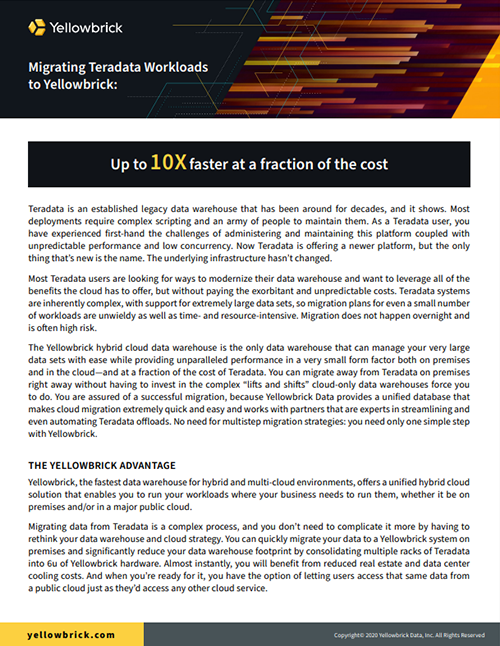 Yellowbrick
Migrating Teradata Workloads
to Yellowbrick:
Up to 10X faster at a fraction of the cost
Teradata is an established legacy data warehouse that has been around for decades, and it shows. Most
deployments require complex scripting and an army of people to maintain them. As a Teradata user, you
have experienced first-hand the challenges of administering and maintaining this platform coupled with
unpredictable performance and low concurrency. Now Teradata is offering a newer platform, but the only
thing that's new is the name. The underlying infrastructure hasn't changed.
Most Teradata users are looking for ways to modernize their data warehouse and want to leverage all of the
benefits the cloud has to offer, but without paying the exorbitant and unpredictable costs. Teradata systems
are inherently complex, with support for extremely large data sets, so migration plans for even a small number
of workloads are unwieldy as well as time- and resource-intensive. Migration does not happen overnight and
is often high risk.
The Yellowbrick hybrid cloud data warehouse is the only data warehouse that can manage your very large
data sets with ease while providing unparalleled performance in a very small form factor both on premises
and in the cloud—and at a fraction of the cost of Teradata. You can migrate away from Teradata on premises
right away without having to invest in the complex "lifts and shifts" cloud-only data warehouses force you
to do. You are assured of a successful migration, because Yellowbrick Data provides a unified database that
makes cloud migration extremely quick and easy and works with partners that are experts in streamlining and
even automating Teradata offloads. No need for multistep migration strategies: you need only one simple step
with Yellowbrick.
THE YELLOWBRICK ADVANTAGE
Yellowbrick, the fastest data warehouse for hybrid and multi-cloud environments, offers a unified hybrid cloud
solution that enables you to run your workloads where your business needs to run them, whether it be on
premises and/or in a major public cloud.
Migrating data from Teradata is a complex process, and you don't need to complicate it more by having to
rethink your data warehouse and cloud strategy. You can quickly migrate your data to a Yellowbrick system on
premises and significantly reduce your data warehouse footprint by consolidating multiple racks of Teradata
into 6u of Yellowbrick hardware. Almost instantly, you will benefit from reduced real estate and data center
cooling costs. And when you're ready for it, you have the option of letting users access that same data from
a public cloud just as they'd access any other cloud service.
yellowbrick.com
Copyright© 2020 Yellowbrick Data, Inc. All Rights Reserved